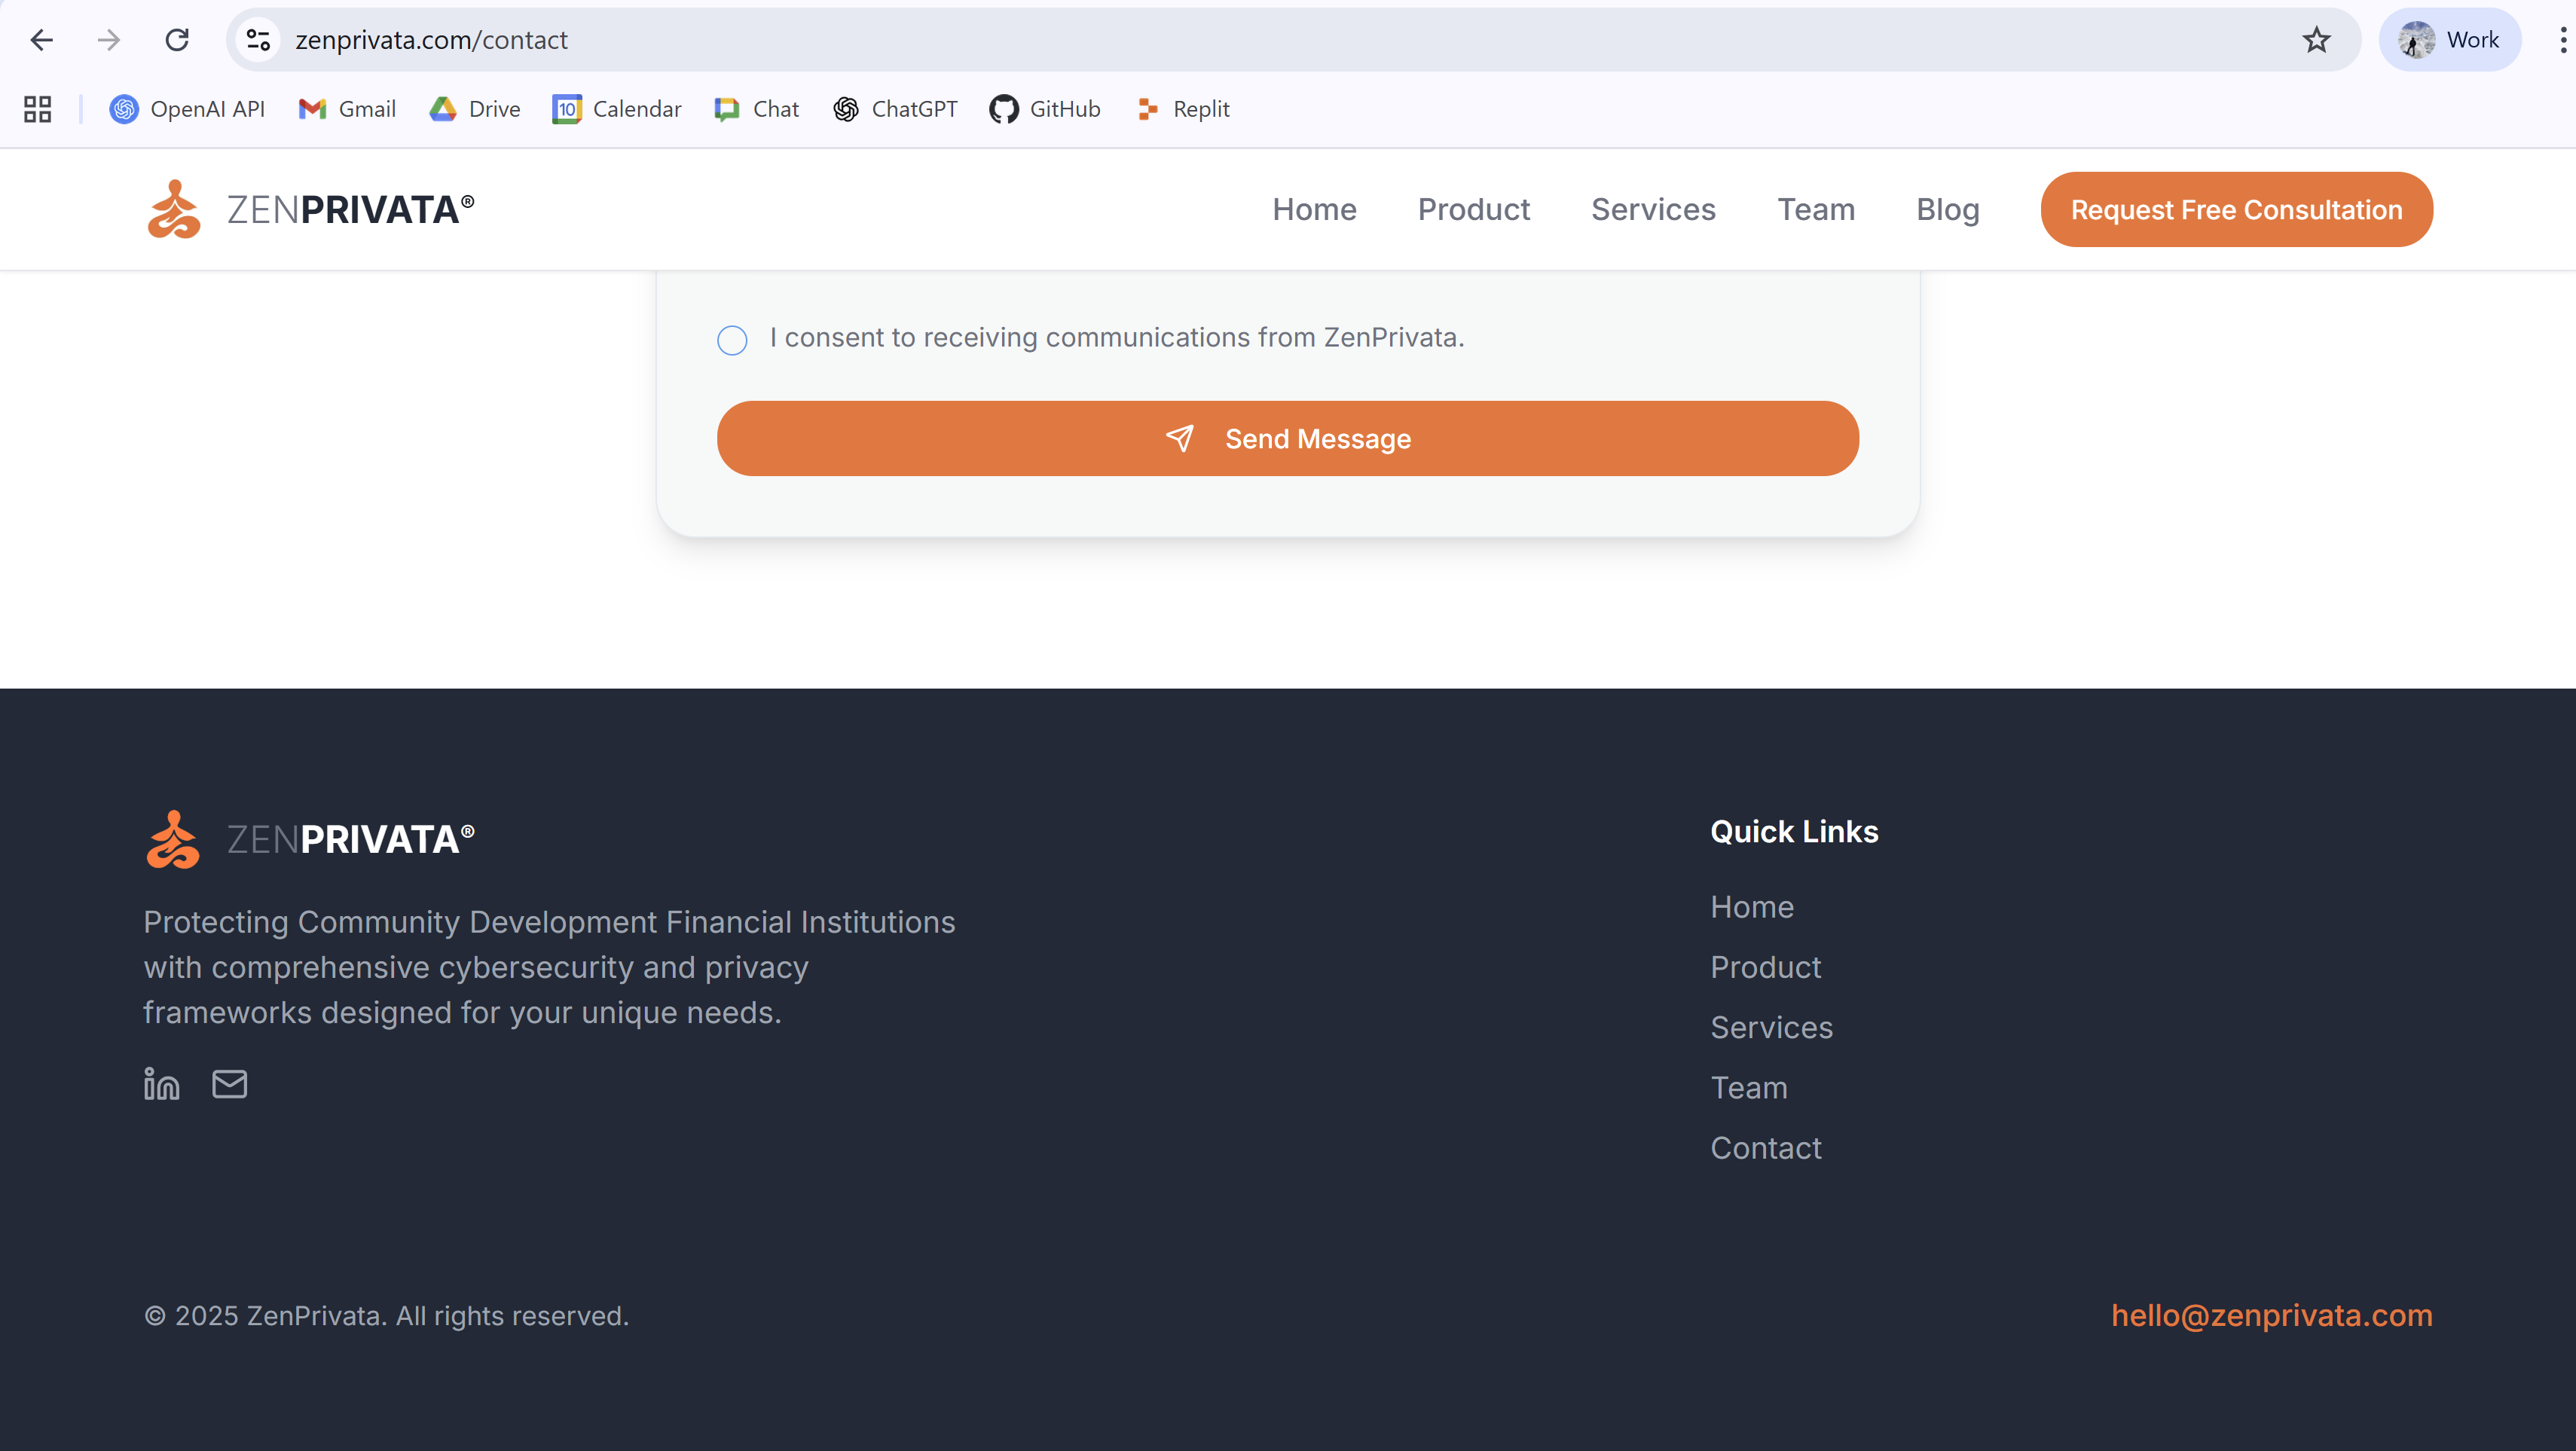 zenprivata.com/contact
Work
OpenAI API
Gmail
Drive
10
Calendar
Chat
ChatGPT
GitHub
Replit
ZENPRIVATA®
Home
Product
Services
Team
Blog
Request Free Consultation
I consent to receiving communications from ZenPrivata.
Send Message
ZENPRIVATA®
Protecting Community Development Financial Institutions
with comprehensive cybersecurity and privacy
frameworks designed for your unique needs.
in
Quick Links
Home
Product
Services
Team
Contact
© 2025 ZenPrivata. All rights reserved.
hello@zenprivata.com